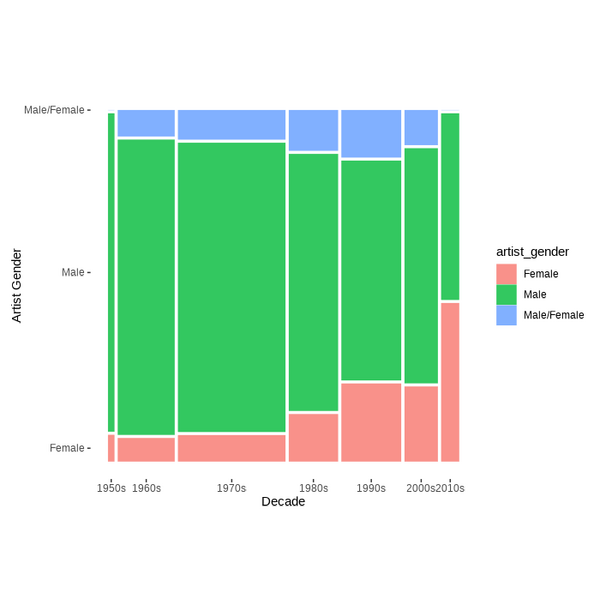 Male/Female
Male
Female
Artist Gender
1950s 1960s 1970s 1980s 1990s 2000s 2010s
Decade
artist_gender
Female
Male
Male/Female